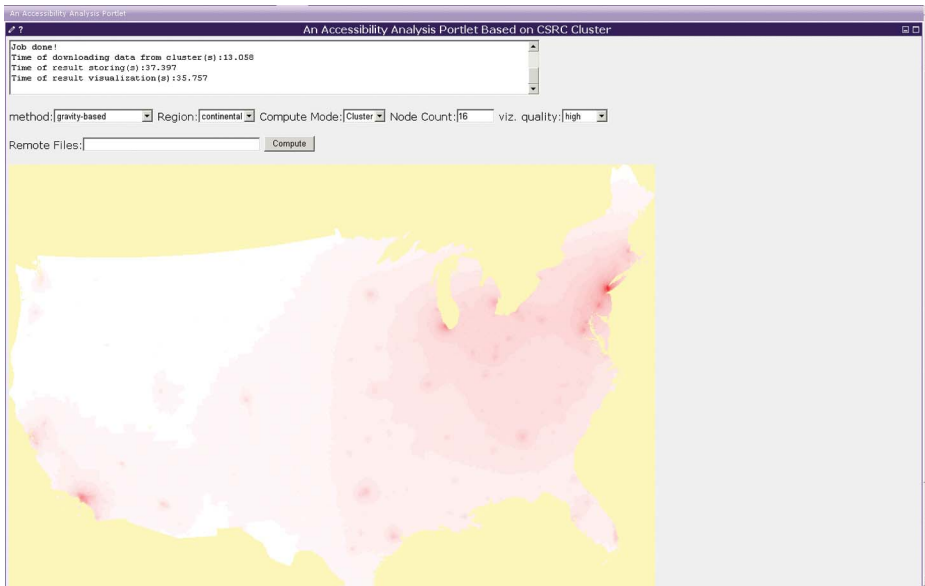 An Accessibility Analysis Portlet
? An Accessibility Analysis Portlet Based on CSRC Cluster
Job done!
Time of downloading data from cluster(s):13.058
Time of result storing(s):37.397
Time of result visualization(s):35.757
method: gravity-based Region: continental Compute Mode: Cluster Node Count: 16 viz. quality: high
Remote Files: Compute